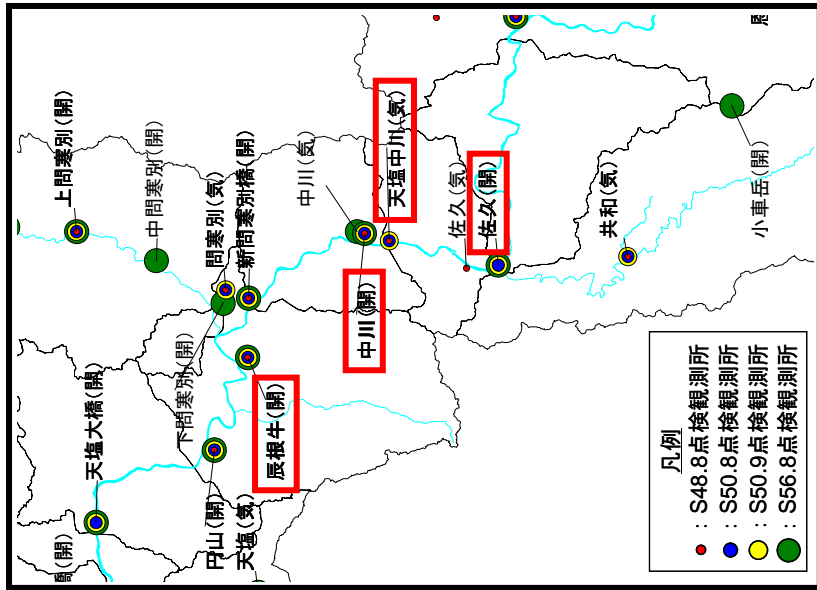 上問寒別(開)
中問寒別(開)
問寒別(気)
新問寒別橋(開)
中川(気)
天塩中川(気)
佐久(気)
佐久(開)
共和(気)
小車岳(開)
天塩大橋(開)
下問寒別(開)
中川(開)
辰根牛(開)
円山(開)
天塩(気)
(開)
凡例
: S48.8点検観測所
: S50.8点検観測所
: S50.9点検観測所
: S56.8点検観測所